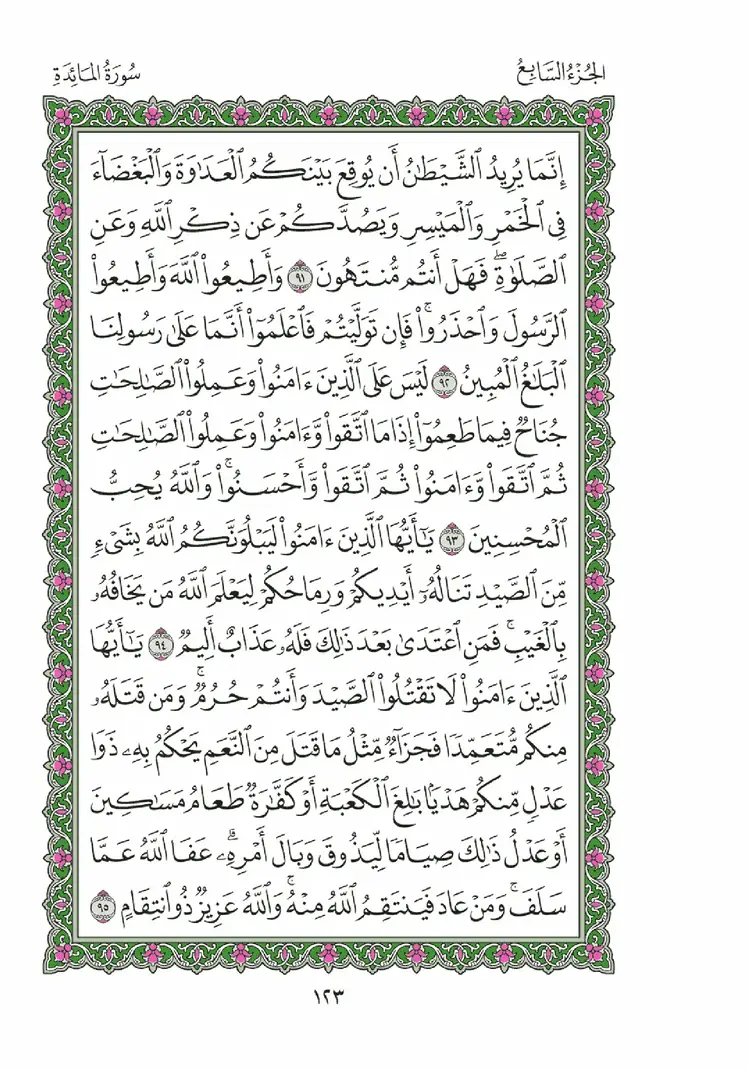 الجُزْءُ السَّابِعُ
سُورَةُ المَائِدَةِ
إِنَّمَا يُرِيدُ ٱلشَّيْطَـٰنُ أَن يُوقِعَ بَيْنَكُمُ ٱلْعَدَٰوَةَ وَٱلْبَغْضَآءَ
فِى ٱلْخَمْرِ وَٱلْمَيْسِرِ وَيَصُدَّكُمْ عَن ذِكْرِ ٱللَّهِ وَعَنِ
ٱلصَّلَوٰةِ ۖ فَهَلْ أَنتُم مُّنتَهُونَ ٩١ وَأَطِيعُوا۟ ٱللَّهَ وَأَطِيعُوا۟
ٱلرَّسُولَ وَٱحْذَرُوا۟ ۚ فَإِن تَوَلَّيْتُمْ فَٱعْلَمُوٓا۟ أَنَّمَا عَلَىٰ رَسُولِنَا
ٱلْبَلَـٰغُ ٱلْمُبِينُ ٩٢ لَيْسَ عَلَى ٱلَّذِينَ ءَامَنُوا۟ وَعَمِلُوا۟ ٱلصَّـٰلِحَـٰتِ
جُنَاحٌ فِيمَا طَعِمُوٓا۟ إِذَا مَا ٱتَّقَوا۟ وَّءَامَنُوا۟ وَعَمِلُوا۟ ٱلصَّـٰلِحَـٰتِ
ثُمَّ ٱتَّقَوا۟ وَّءَامَنُوا۟ ثُمَّ ٱتَّقَوا۟ وَّأَحْسَنُوا۟ ۗ وَٱللَّهُ يُحِبُّ
ٱلْمُحْسِنِينَ ٩٣ يَـٰٓأَيُّهَا ٱلَّذِينَ ءَامَنُوا۟ لَيَبْلُوَنَّكُمُ ٱللَّهُ بِشَىْءٍ
مِّنَ ٱلصَّيْدِ تَنَالُهُۥٓ أَيْدِيكُمْ وَرِمَاحُكُمْ لِيَعْلَمَ ٱللَّهُ مَن يَخَافُهُۥ
بِٱلْغَيْبِ ۚ فَمَنِ ٱعْتَدَىٰ بَعْدَ ذَٰلِكَ فَلَهُۥ عَذَابٌ أَلِيمٌ ٩٤ يَـٰٓأَيُّهَا
ٱلَّذِينَ ءَامَنُوا۟ لَا تَقْتُلُوا۟ ٱلصَّيْدَ وَأَنتُمْ حُرُمٌ ۚ وَمَن قَتَلَهُۥ
مِنكُم مُّتَعَمِّدًا فَجَزَآءٌ مِّثْلُ مَا قَتَلَ مِنَ ٱلنَّعَمِ يَحْكُمُ بِهِۦ ذَوَا
عَدْلٍ مِّنكُمْ هَدْيًۢا بَـٰلِغَ ٱلْكَعْبَةِ أَوْ كَفَّـٰرَةٌ طَعَامُ مَسَـٰكِينَ
أَوْ عَدْلُ ذَٰلِكَ صِيَامًا لِّيَذُوقَ وَبَالَ أَمْرِهِۦ ۗ عَفَا ٱللَّهُ عَمَّا
سَلَفَ ۚ وَمَنْ عَادَ فَيَنتَقِمُ ٱللَّهُ مِنْهُ ۗ وَٱللَّهُ عَزِيزٌ ذُو ٱنتِقَامٍ ٩٥
١٢٣